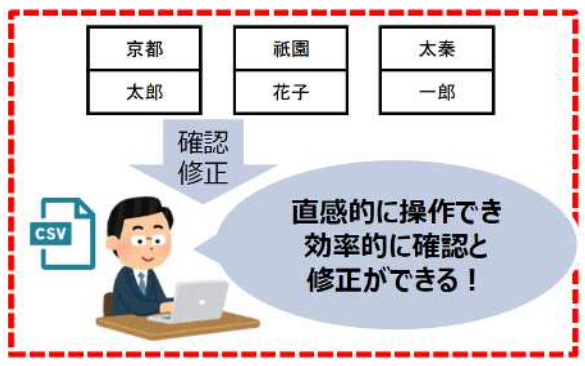 京都
太郎
祇園
花子
太秦
一郎
確認
修正
CSV
直感的に操作でき
効率的に確認と
修正ができる！